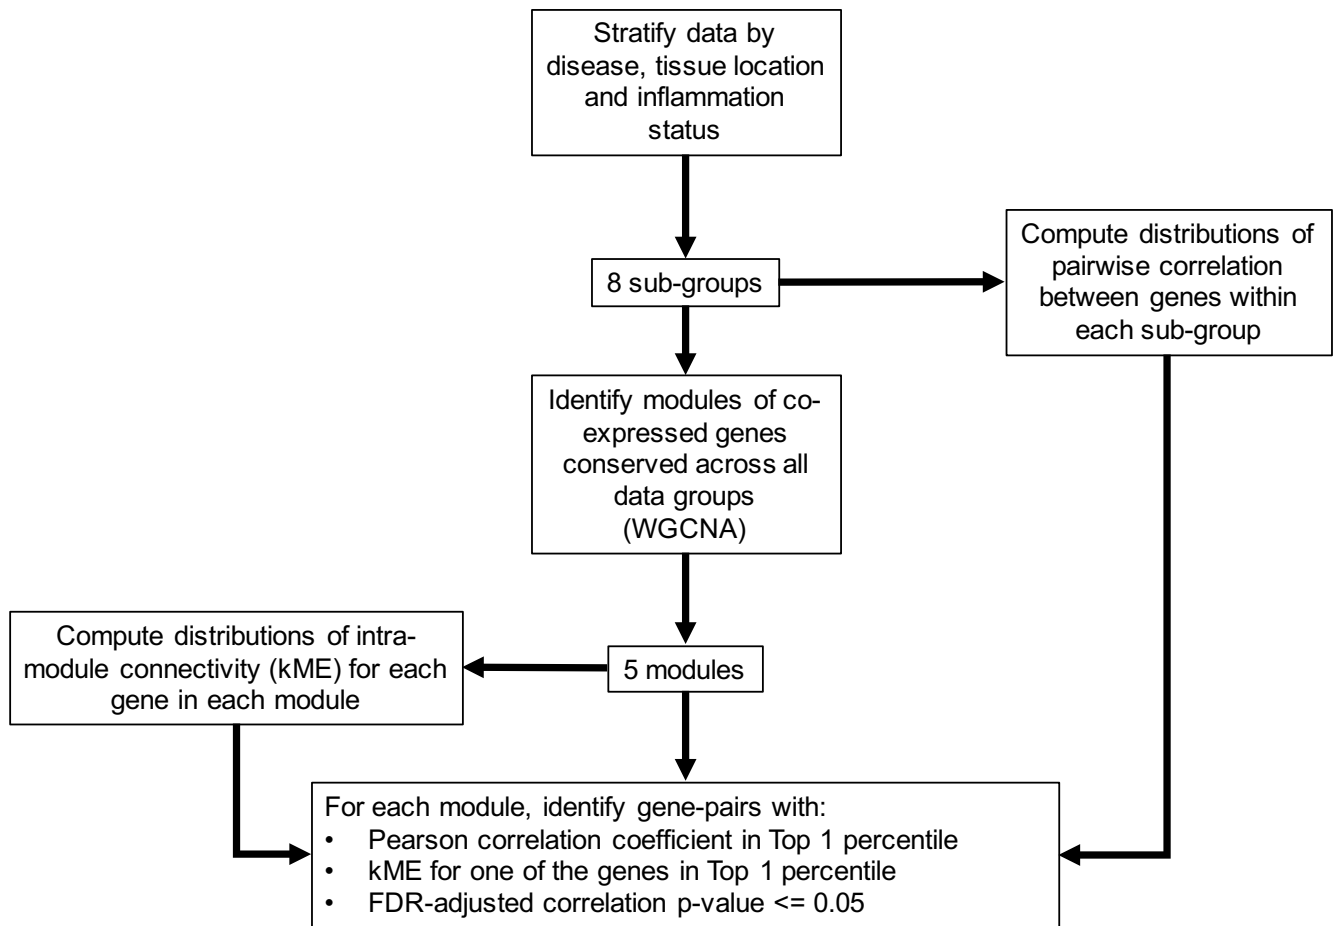 Stratify data by
disease, tissue location
and inflammation
status
8 sub-groups
Compute distributions of
pairwise correlation
between genes within
each sub-group
Identify modules of co-
expressed genes
conserved across all
data groups
(WGCNA)
Compute distributions of intra-
module connectivity (kME) for each
gene in each module
5 modules
For each module, identify gene-pairs with:
• Pearson correlation coefficient in Top 1 percentile
• kME for one of the genes in Top 1 percentile
• FDR-adjusted correlation p-value <= 0.05